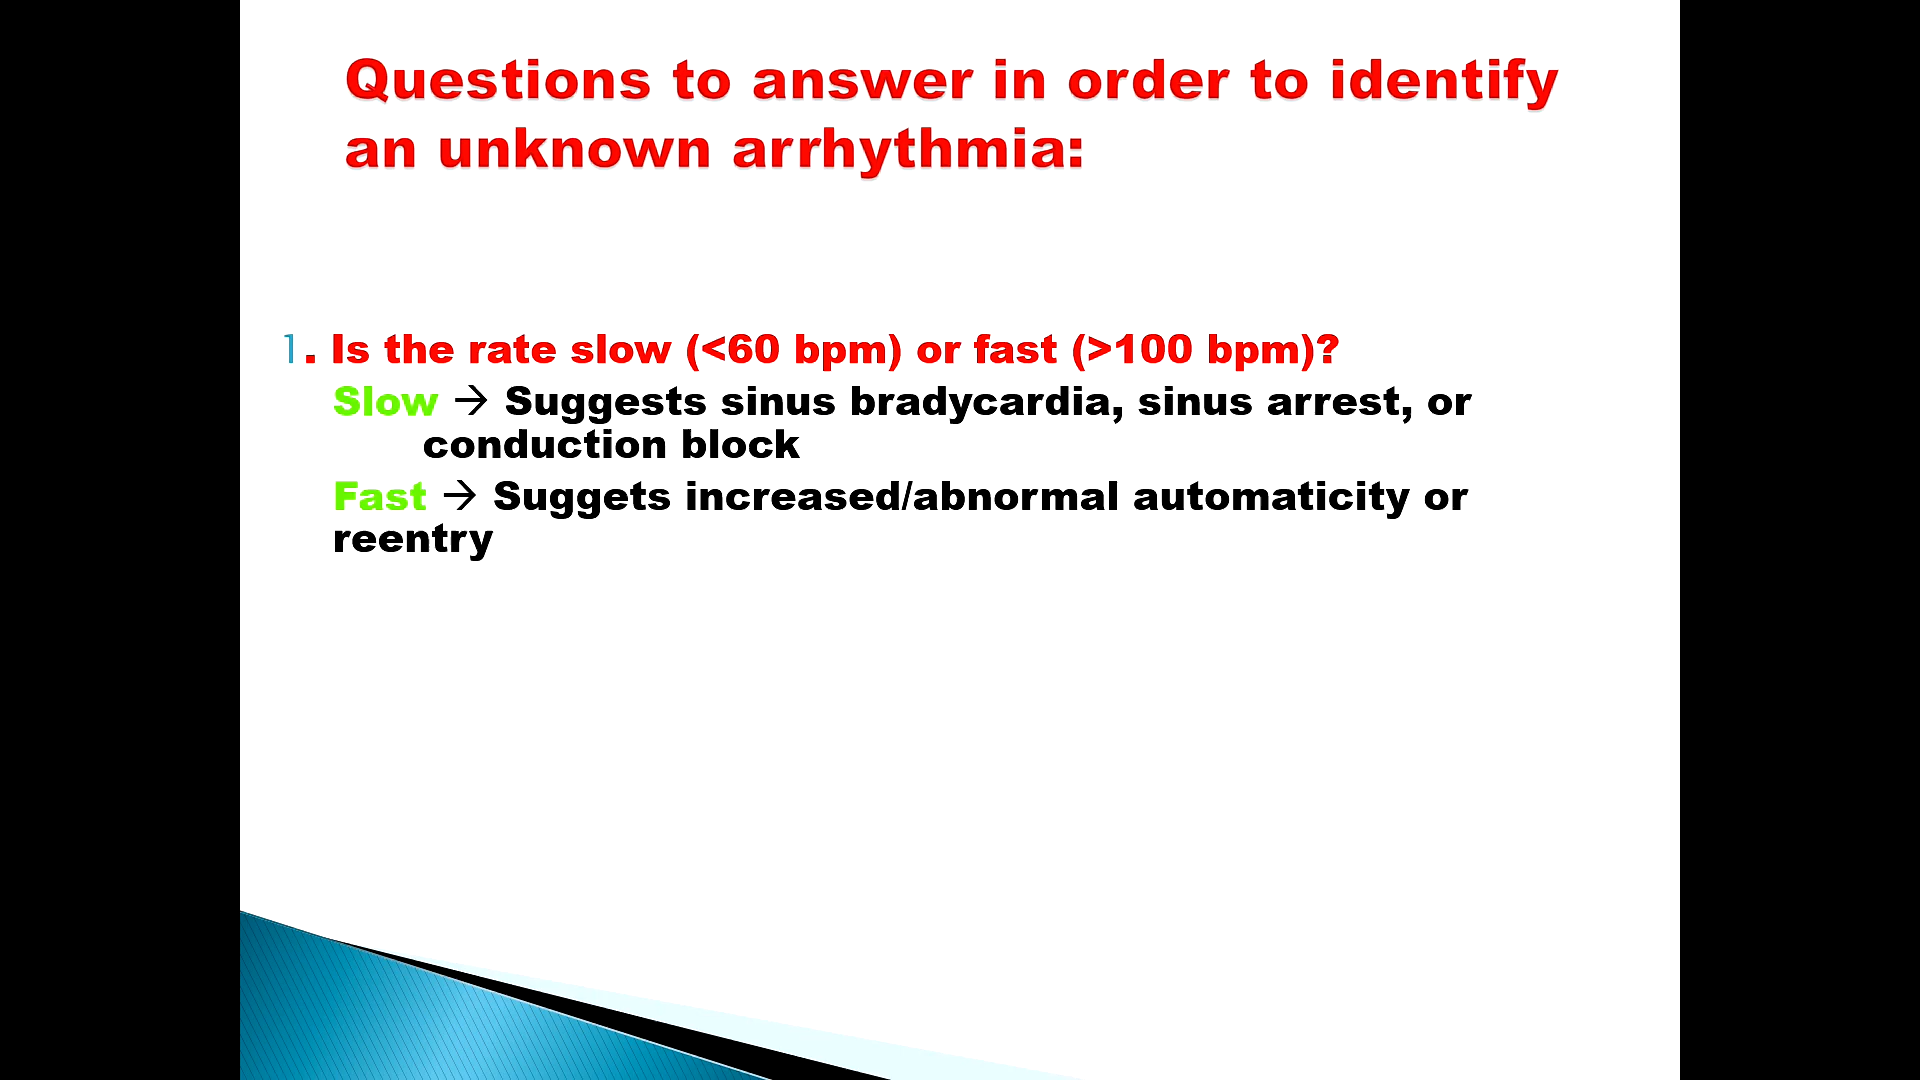 Questions to answer in order to identify
an unknown arrhythmia:
1. Is the rate slow (<60 bpm) or fast (>100 bpm)?
Slow → Suggests sinus bradycardia, sinus arrest, or
conduction block
Fast → Suggets increased/abnormal automaticity or
reentry